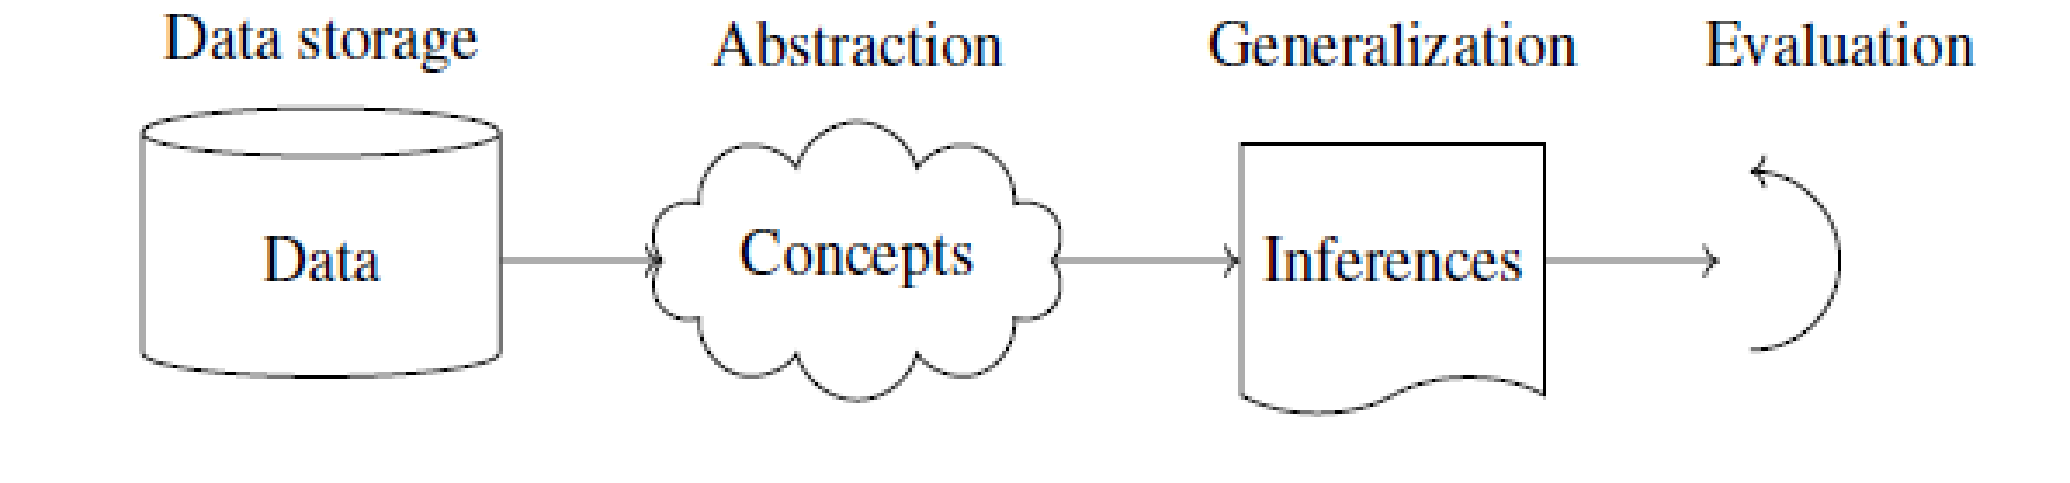 Data storage
Abstraction
Generalization
Evaluation
Data
Concepts
Inferences